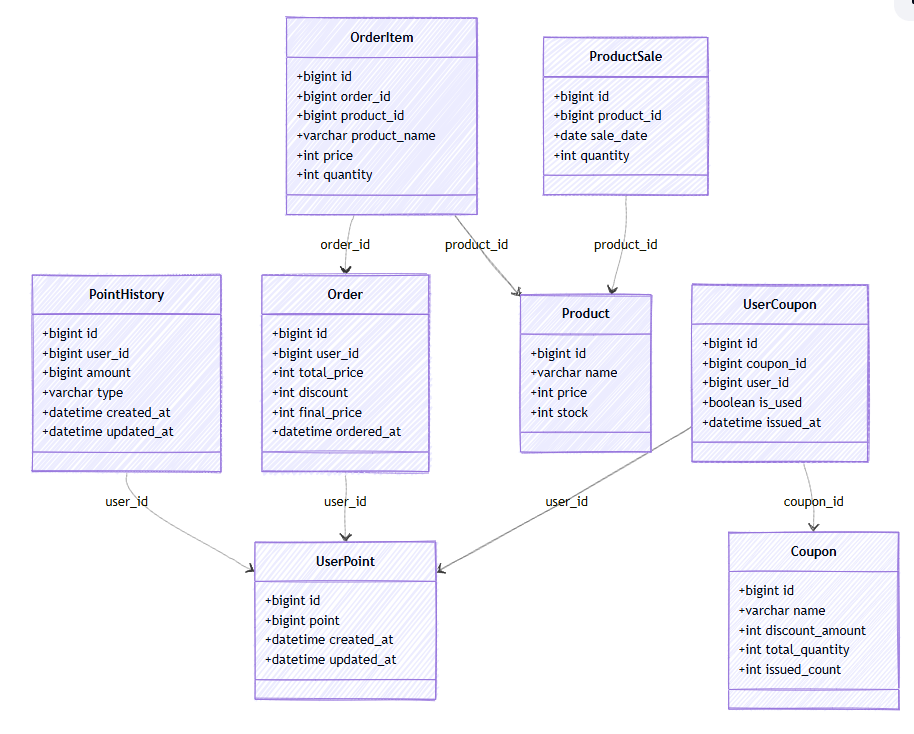 OrderItem
+bigint id
+bigint order_id
+bigint product_id
+varchar product_name
+int price
+int quantity
ProductSale
+bigint id
+bigint product_id
+date sale_date
+int quantity
order_id
product_id
product_id
PointHistory
+bigint id
+bigint user_id
+bigint amount
+varchar type
+datetime created_at
+datetime updated_at
Order
+bigint id
+bigint user_id
+int total_price
+int discount
+int final_price
+datetime ordered_at
Product
+bigint id
+varchar name
+int price
+int stock
UserCoupon
+bigint id
+bigint coupon_id
+bigint user_id
+boolean is_used
+datetime issued_at
user_id
user_id
user_id
coupon_id
UserPoint
+bigint id
+bigint point
+datetime created_at
+datetime updated_at
Coupon
+bigint id
+varchar name
+int discount_amount
+int total_quantity
+int issued_count